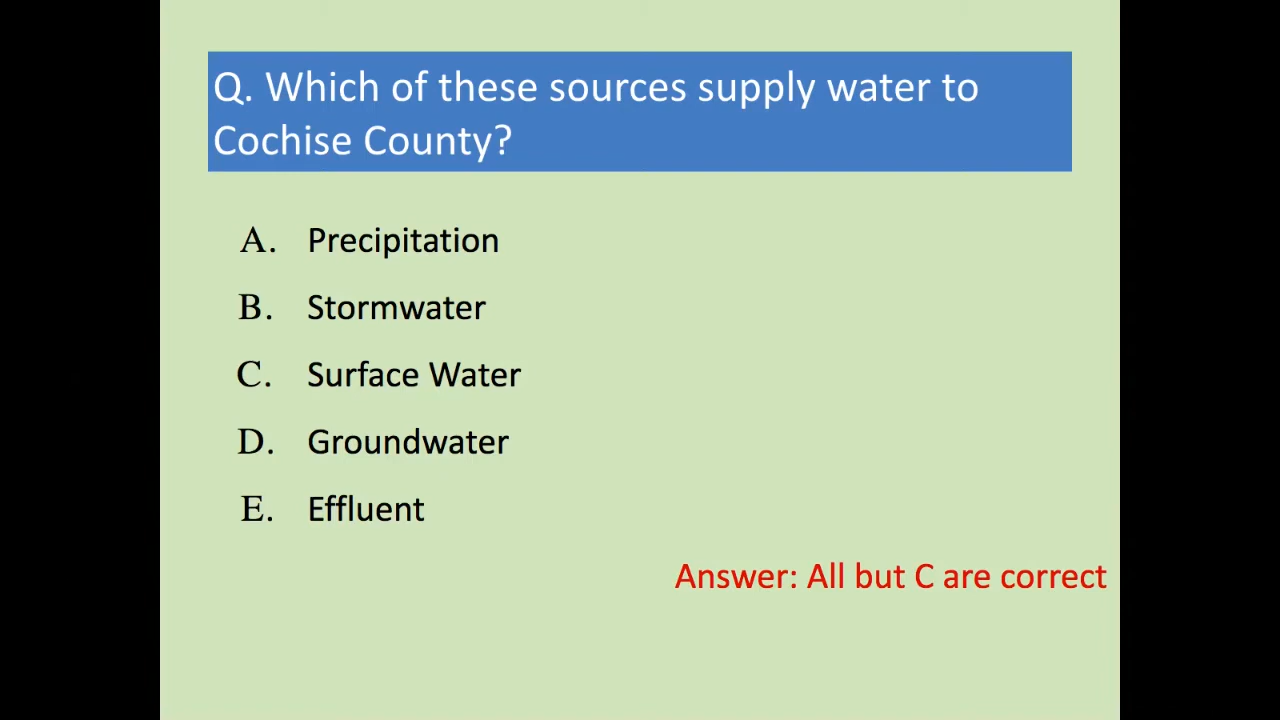 Q. Which of these sources supply water to
Cochise County?
A. Precipitation
B. Stormwater
C. Surface Water
D. Groundwater
E. Effluent
Answer: All but C are correct